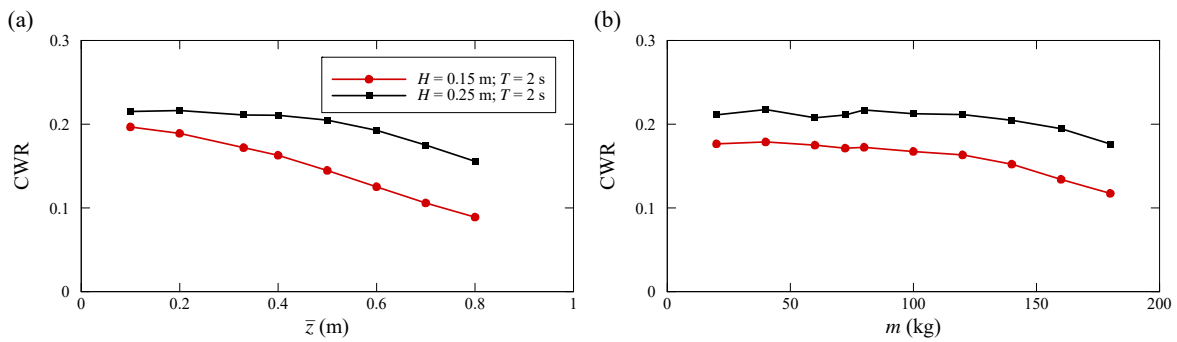 (a)
0.3
0.2
0.1
0
CWR
H = 0.15 m; T = 2 s
H = 0.25 m; T = 2 s
0 0.2 0.4 0.6 0.8 1
z̅ (m)
(b)
0.3
0.2
0.1
0
CWR
0 50 100 150 200
m (kg)